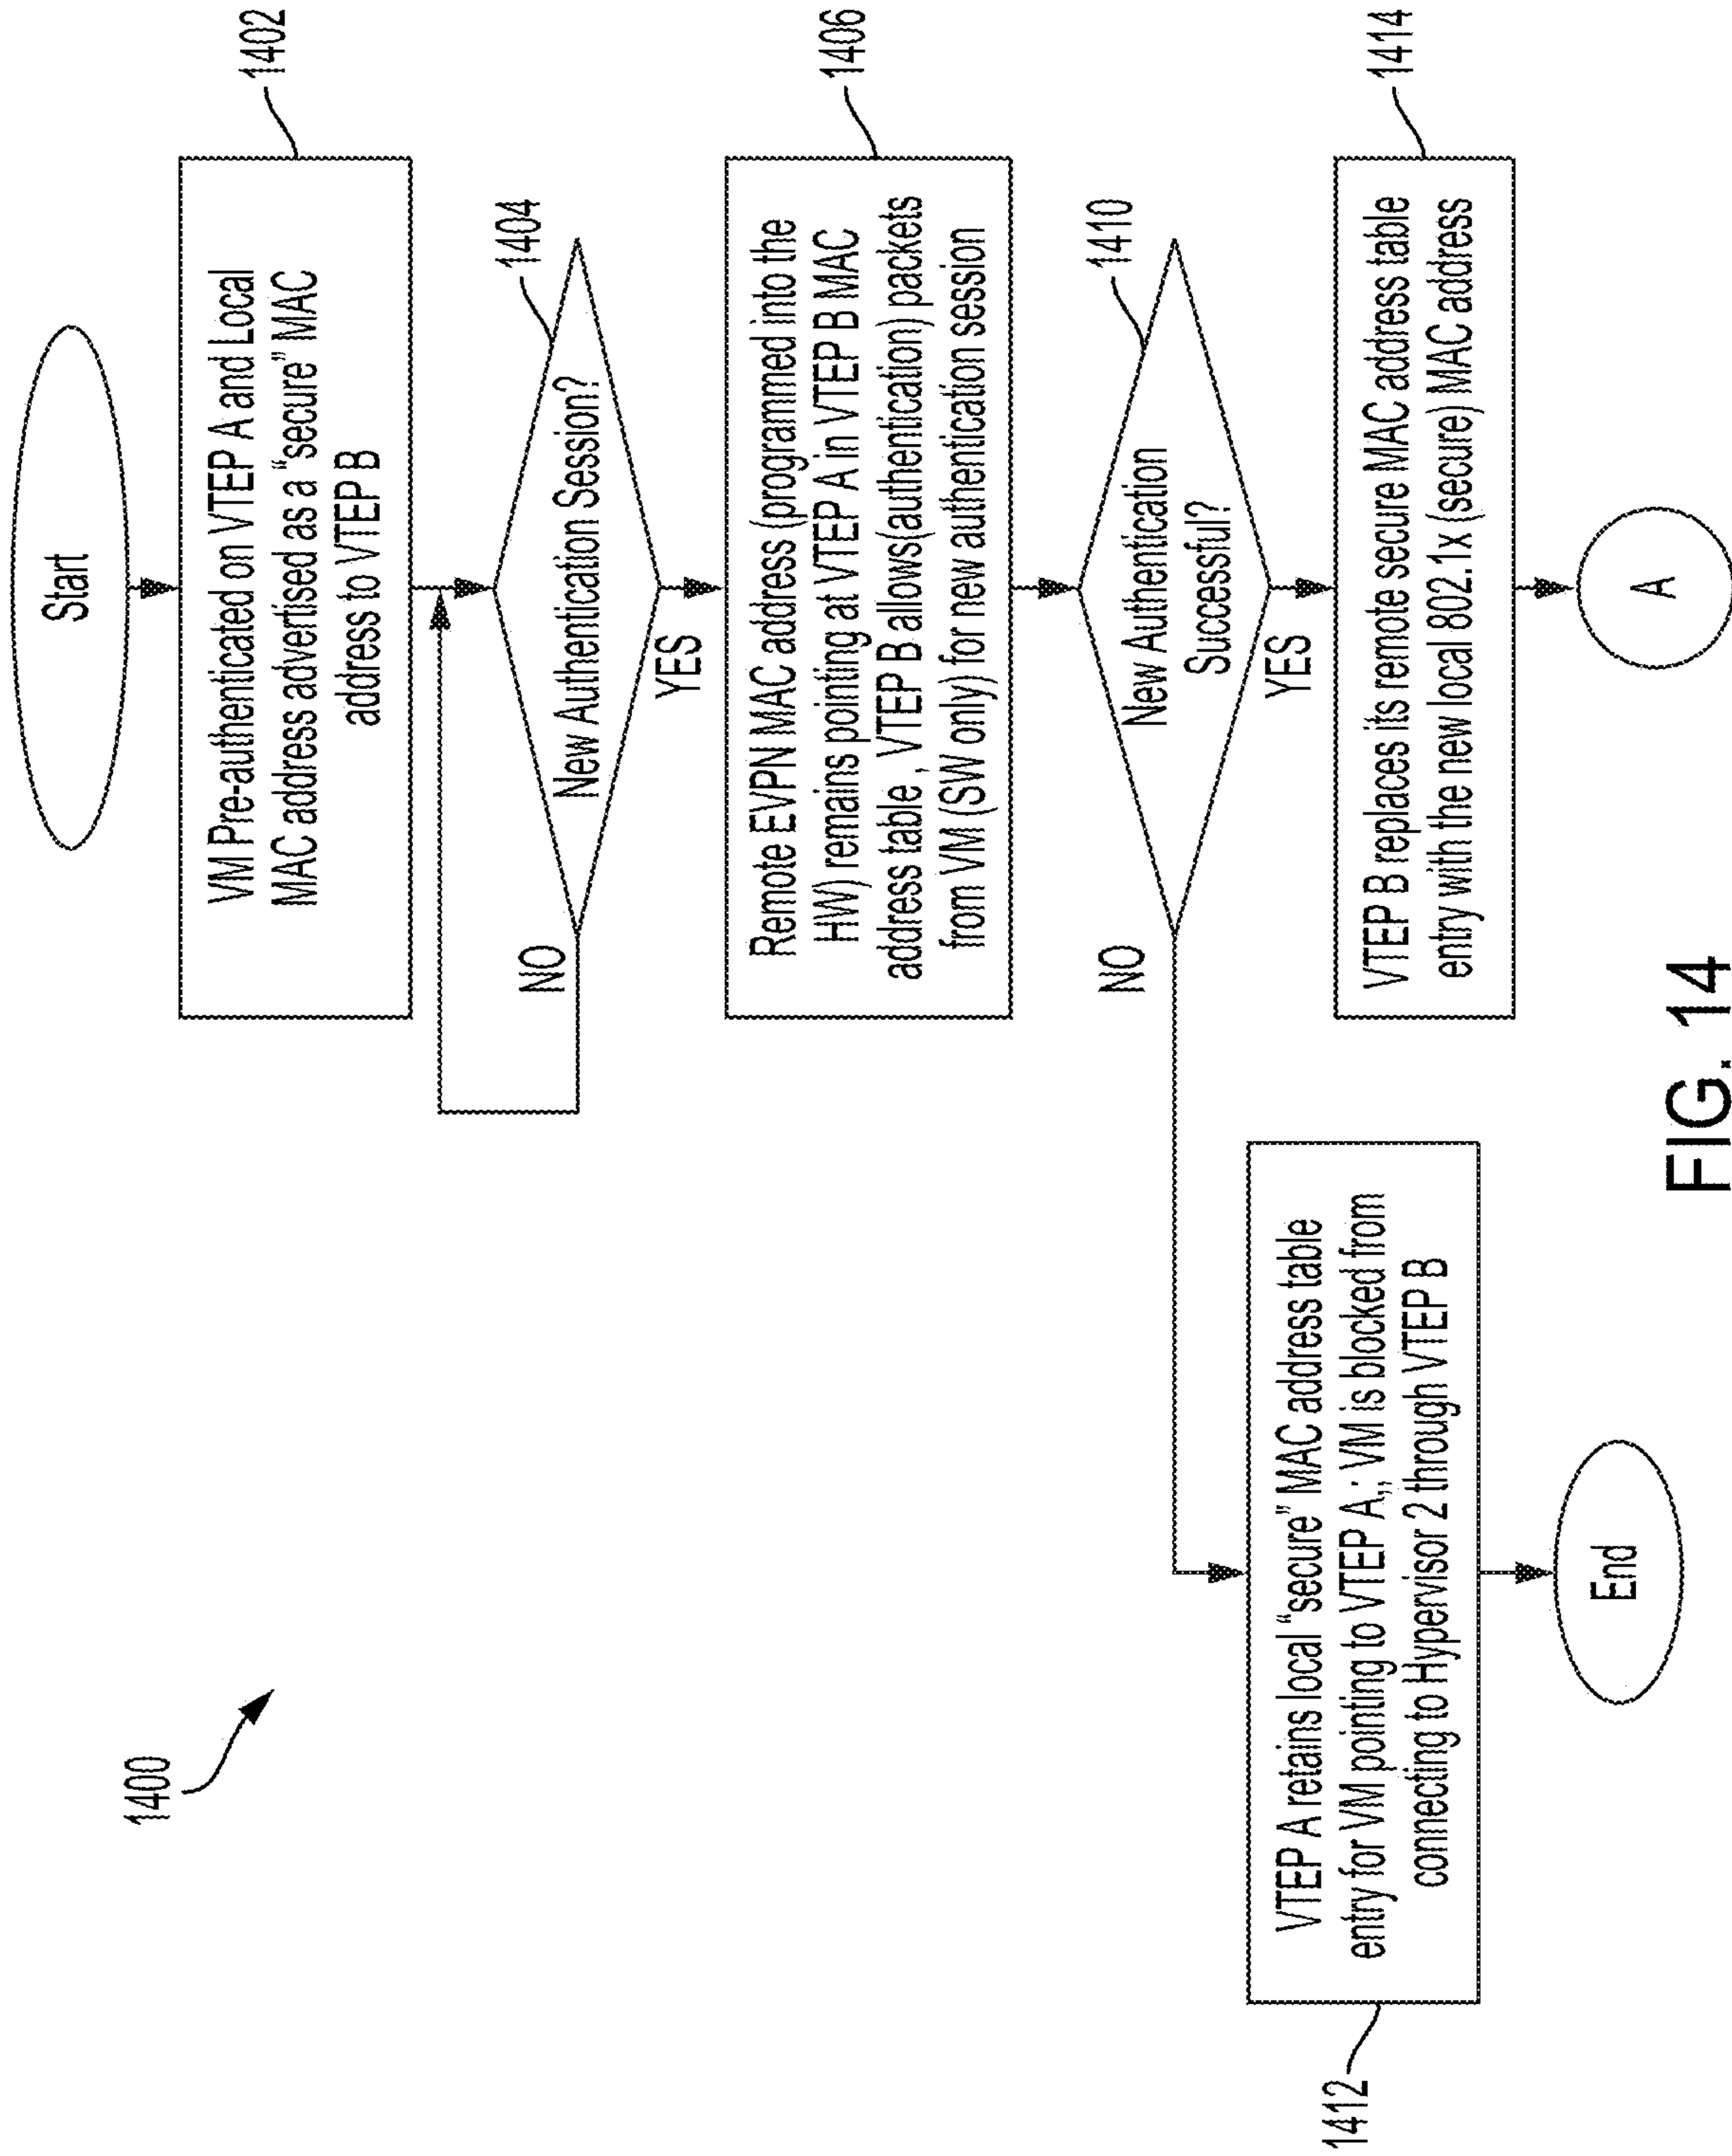 1400
Start
1402
VM Pre-authenticated on VTEP A and Local
MAC address advertised as a “secure” MAC
address to VTEP B
1404
New Authentication Session?
NO
YES
1406
Remote EVPN MAC address (programmed into the
HW) remains pointing at VTEP A in VTEP B MAC
address table , VTEP B allows(authentication) packets
from VM (SW only) for new authentication session
1410
New Authentication
Successful?
NO
YES
1412
VTEP A retains local “secure” MAC address table
entry for VM pointing to VTEP A,; VM is blocked from
connecting to Hypervisor 2 through VTEP B
End
1414
VTEP B replaces its remote secure MAC address table
entry with the new local 802.1x (secure) MAC address
A
FIG. 14